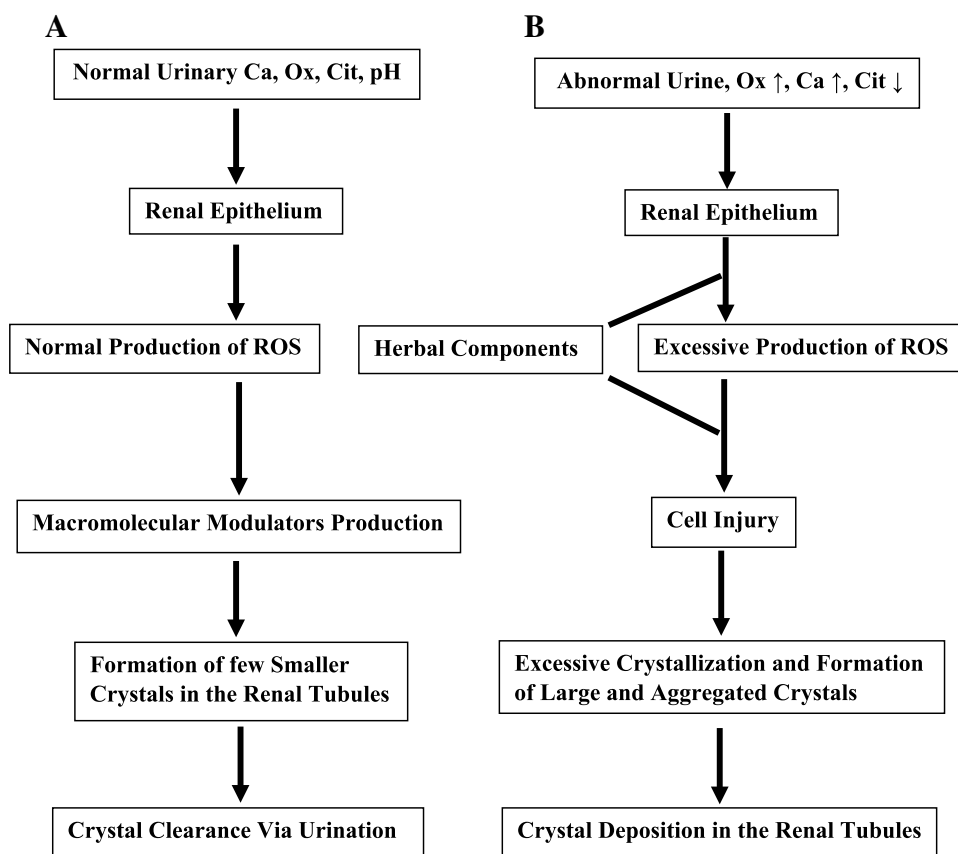 A
Normal Urinary Ca, Ox, Cit, pH
Renal Epithelium
Normal Production of ROS
Macromolecular Modulators Production
Formation of few Smaller
Crystals in the Renal Tubules
Crystal Clearance Via Urination
B
Abnormal Urine, Ox ↑, Ca ↑, Cit ↓
Renal Epithelium
Herbal Components
Excessive Production of ROS
Cell Injury
Excessive Crystallization and Formation
of Large and Aggregated Crystals
Crystal Deposition in the Renal Tubules